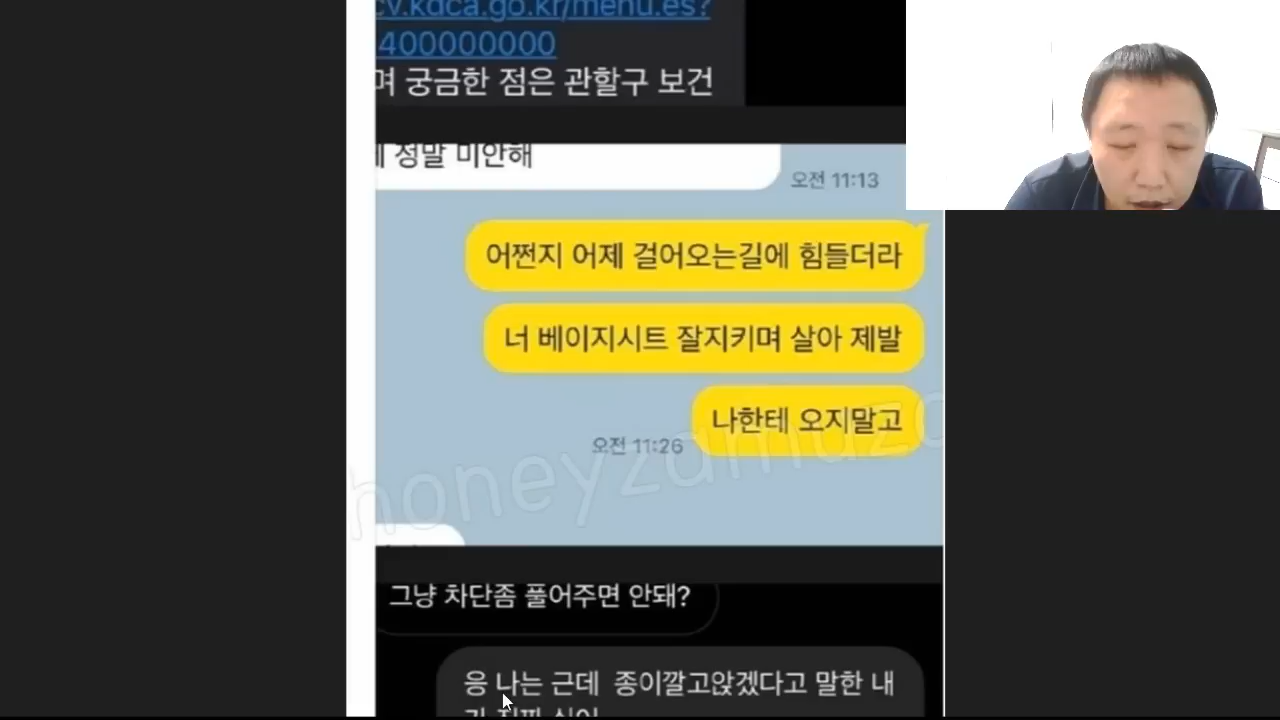 cv.kdca.go.kr/menu.es?
400000000
며 궁금한 점은 관할구 보건
정말 미안해
오전 11:13
어쩐지 어제 걸어오는길에 힘들더라
너 베이지시트 잘지키며 살아 제발
나한테 오지말고
오전 11:26
honeyzamuza
그냥 차단좀 풀어주면 안돼?
응 나는 근데 종이깔고앉겠다고 말한 내